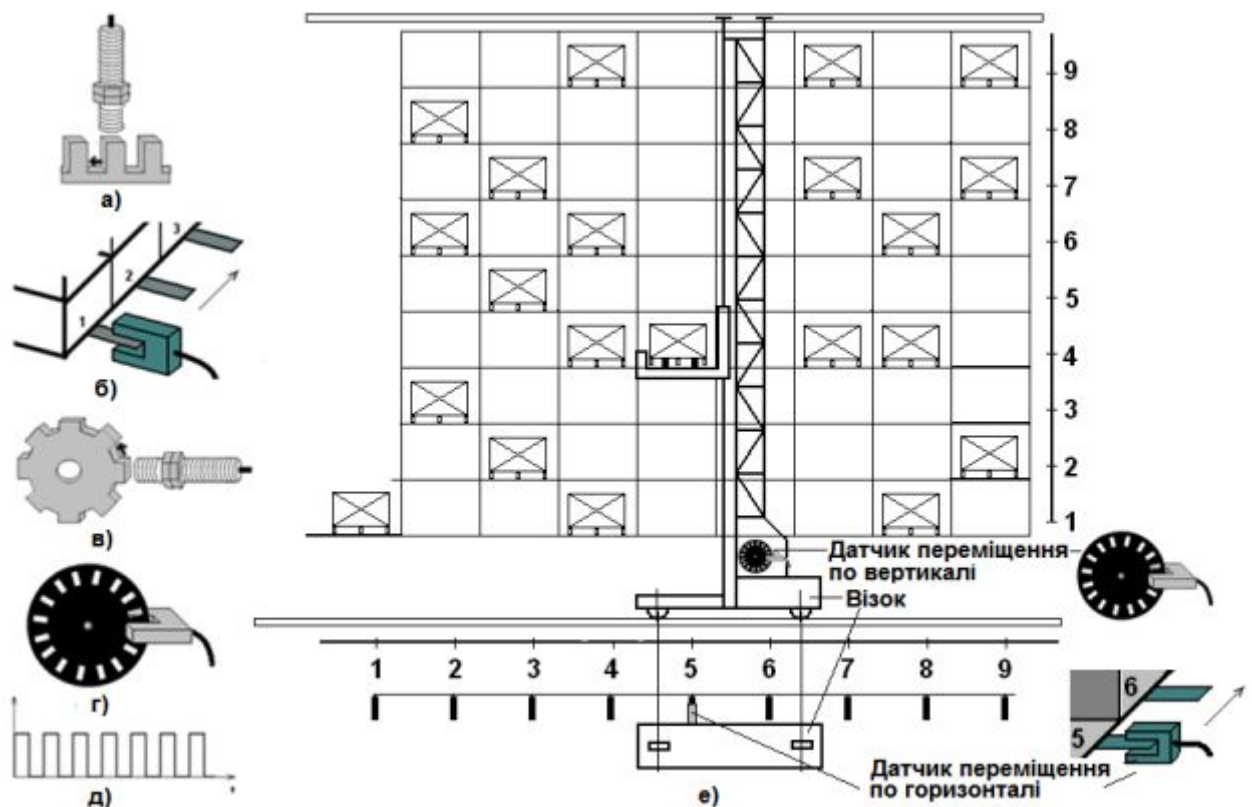 а)
3
2
1
б)
в)
г)
д)
9
8
7
6
5
4
3
2
1
Датчик переміщення
по вертикалі
Візок
1 2 3 4 5 6 7 8 9
6
5
Датчик переміщення
по горизонталі
е)